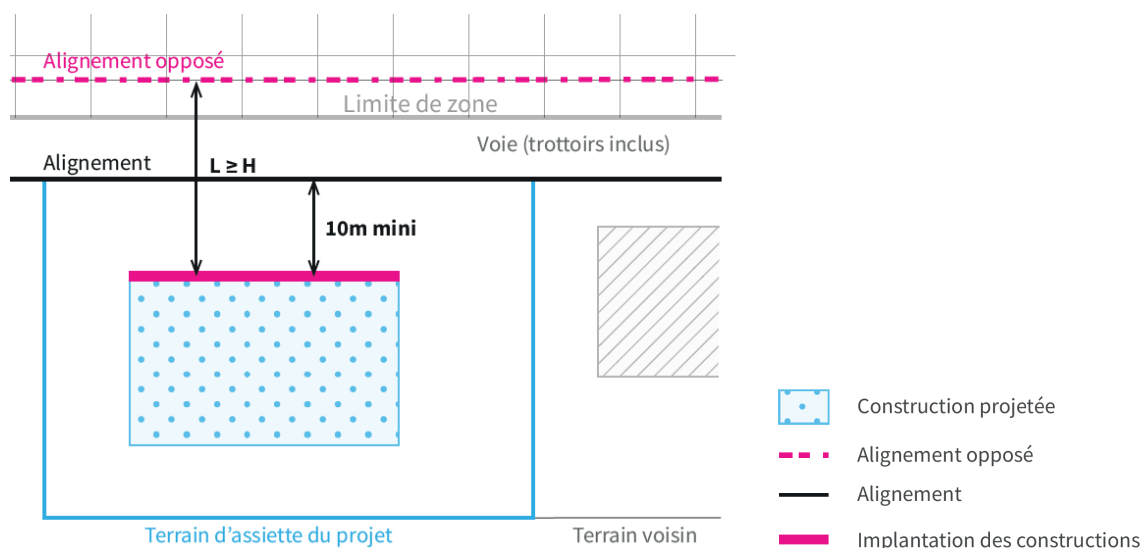 Alignement opposé
Limite de zone
Voie (trottoirs inclus)
Alignement
L ≥ H
10m mini
Construction projetée
Alignement opposé
Alignement
Terrain d'assiette du projet
Terrain voisin
Implantation des constructions